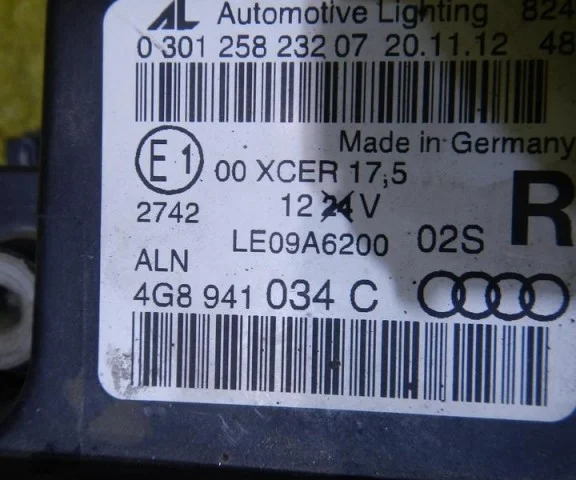 AL Automotive Lighting 824
0 301 258 232 07 20.11.12 48
Made in Germany
E1 00 XCER 17,5
R
2742 12 24 V
LE09A6200 02S
ALN
4G8 941 034 C